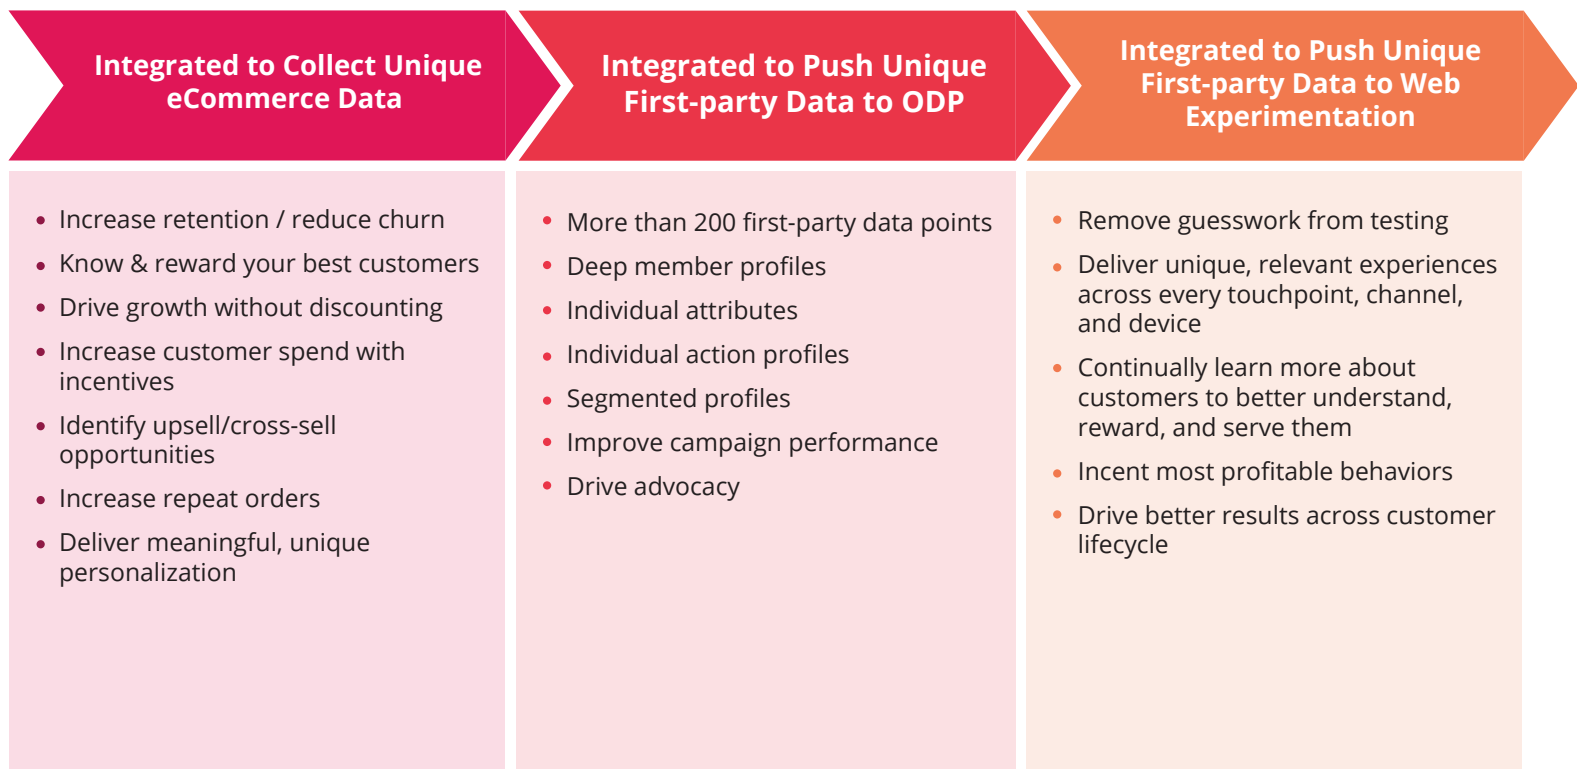 Integrated to Collect Unique
eCommerce Data
Integrated to Push Unique
First-party Data to ODP
Integrated to Push Unique
First-party Data to Web
Experimentation
• Increase retention / reduce churn
• Know & reward your best customers
• Drive growth without discounting
• Increase customer spend with
incentives
• Identify upsell/cross-sell
opportunities
• Increase repeat orders
• Deliver meaningful, unique
personalization
• More than 200 first-party data points
• Deep member profiles
• Individual attributes
• Individual action profiles
• Segmented profiles
• Improve campaign performance
• Drive advocacy
• Remove guesswork from testing
• Deliver unique, relevant experiences
across every touchpoint, channel,
and device
• Continually learn more about
customers to better understand,
reward, and serve them
• Incent most profitable behaviors
• Drive better results across customer
lifecycle